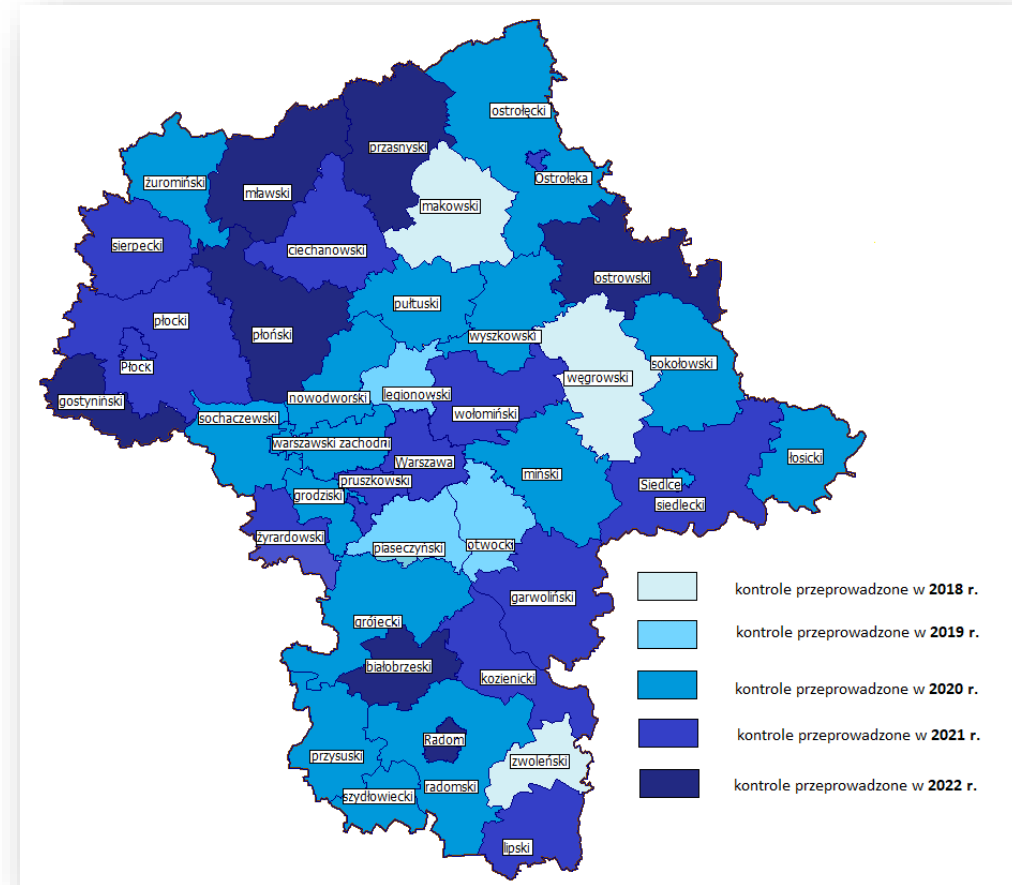 ostrołęcki
przasnyski
Ostrołęka
żuromiński
mławski
makowski
sierpecki
ciechanowski
ostrowski
pułtuski
płocki
płoński
wyszkowski
Płock
sokołowski
węgrowski
gostyniński
nowodworski
legionowski
sochaczewski
wołomiński
warszawski zachodni
łosicki
Warszawa
miński
pruszkowski
Siedlce
grodziski
siedlecki
żyrardowski
piaseczyński
otwocki
garwoliński
grójecki
białobrzeski
kozienicki
Radom
przysuski
zwoleński
radomski
szydłowiecki
lipski
kontrole przeprowadzone w 2018 r.
kontrole przeprowadzone w 2019 r.
kontrole przeprowadzone w 2020 r.
kontrole przeprowadzone w 2021 r.
kontrole przeprowadzone w 2022 r.